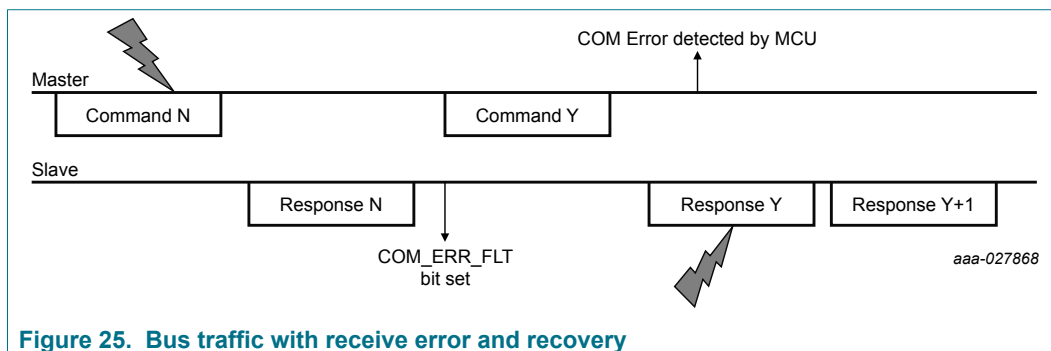 COM Error detected by MCU
Master
Command N
Command Y
Slave
Response N
Response Y
Response Y+1
COM_ERR_FLT
bit set
aaa-027868
Figure 25. Bus traffic with receive error and recovery